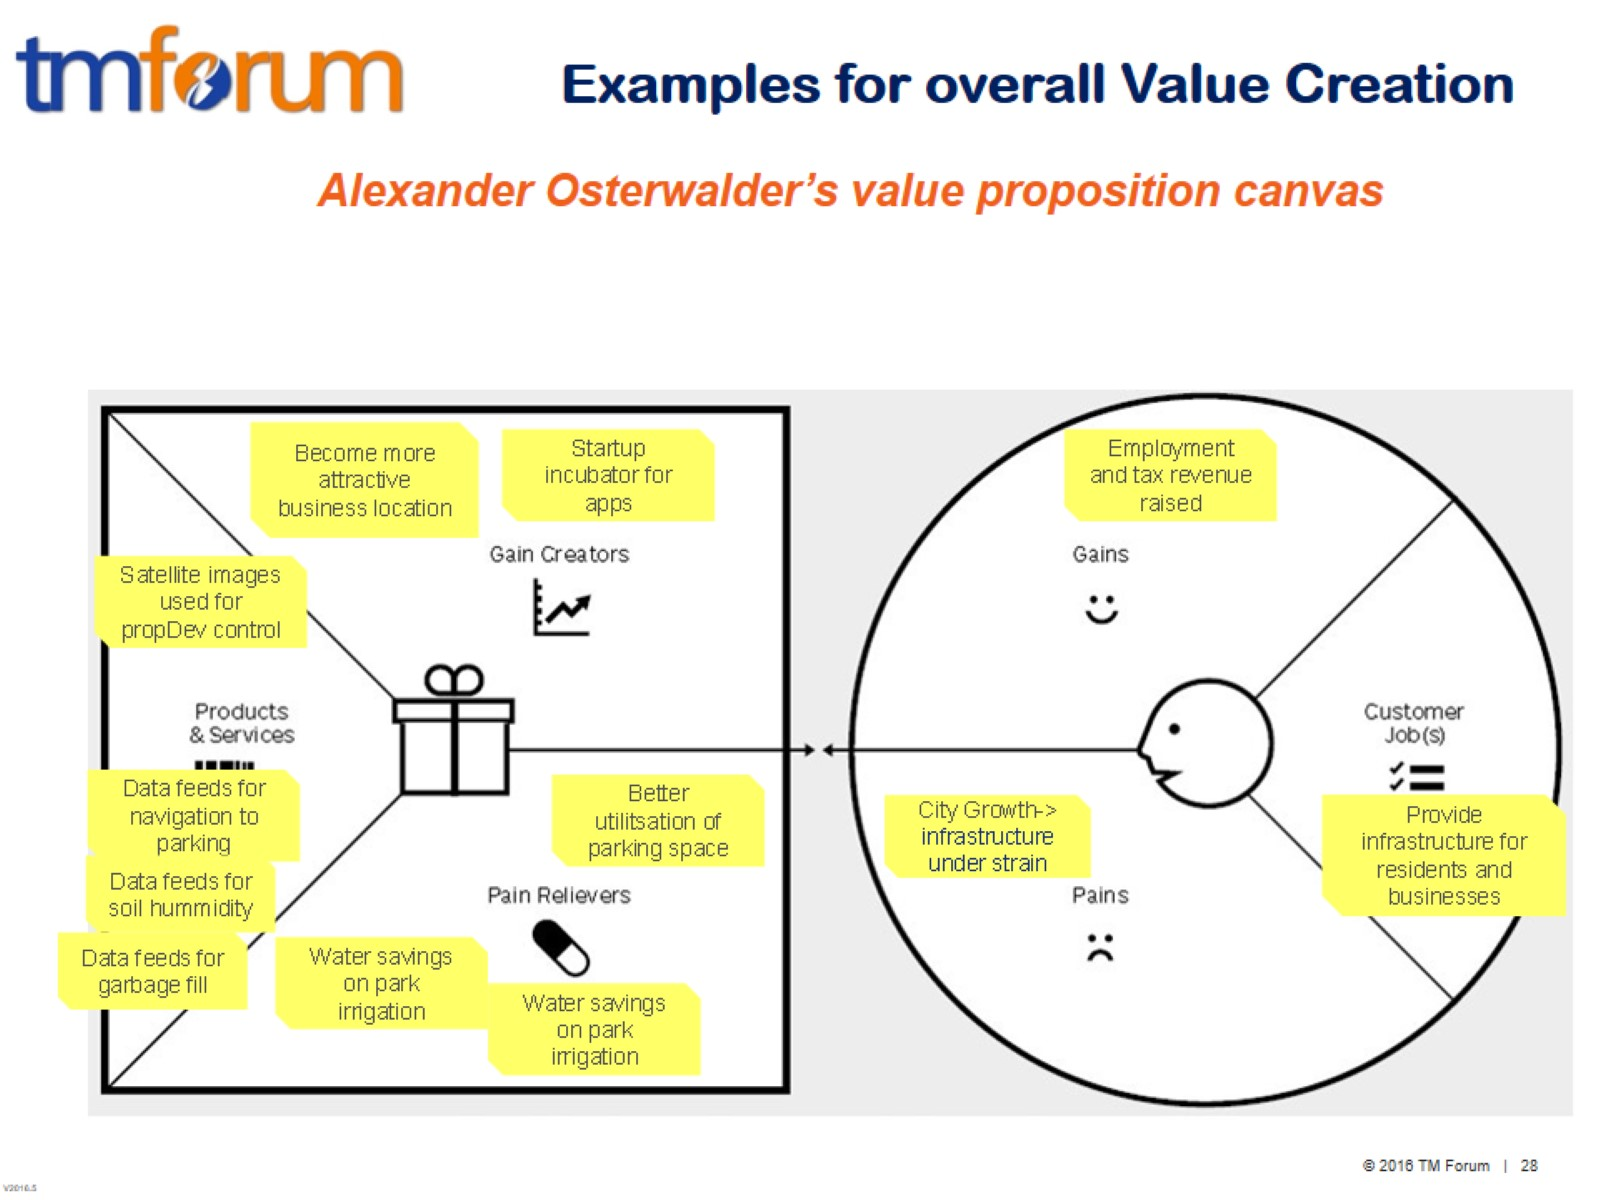 tmforum
Examples for overall Value Creation
Alexander Osterwalder’s value proposition canvas
Become more
attractive
business location
Startup
incubator for
apps
Gain Creators
Satellite images
used for
propDev control
Products
& Services
Data feeds for
navigation to
parking
Data feeds for
soil hummidity
Data feeds for
garbage fill
Better
utilitsation of
parking space
Pain Relievers
Water savings
on park
irrigation
Water savings
on park
irrigation
Employment
and tax revenue
raised
Gains
Customer
Job(s)
City Growth->
infrastructure
under strain
Provide
infrastructure for
residents and
businesses
Pains
© 2016 TM Forum | 28
V2016.5